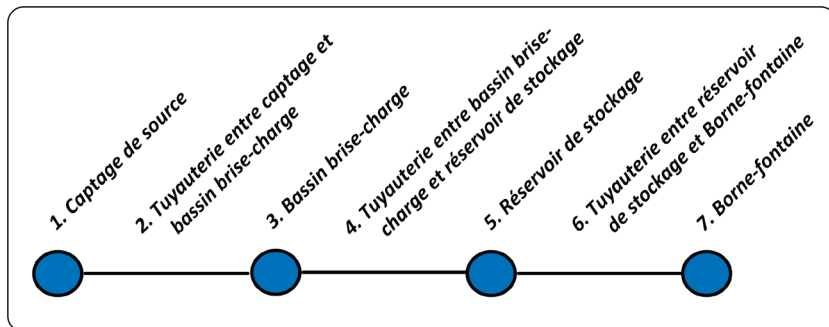 1. Captage de source
2. Tuyauterie entre captage et
bassin brise-charge
3. Bassin brise-charge
4. Tuyauterie entre bassin brise-
charge et réservoir de stockage
5. Réservoir de stockage
6. Tuyauterie entre réservoir
de stockage et Borne-fontaine
7. Borne-fontaine